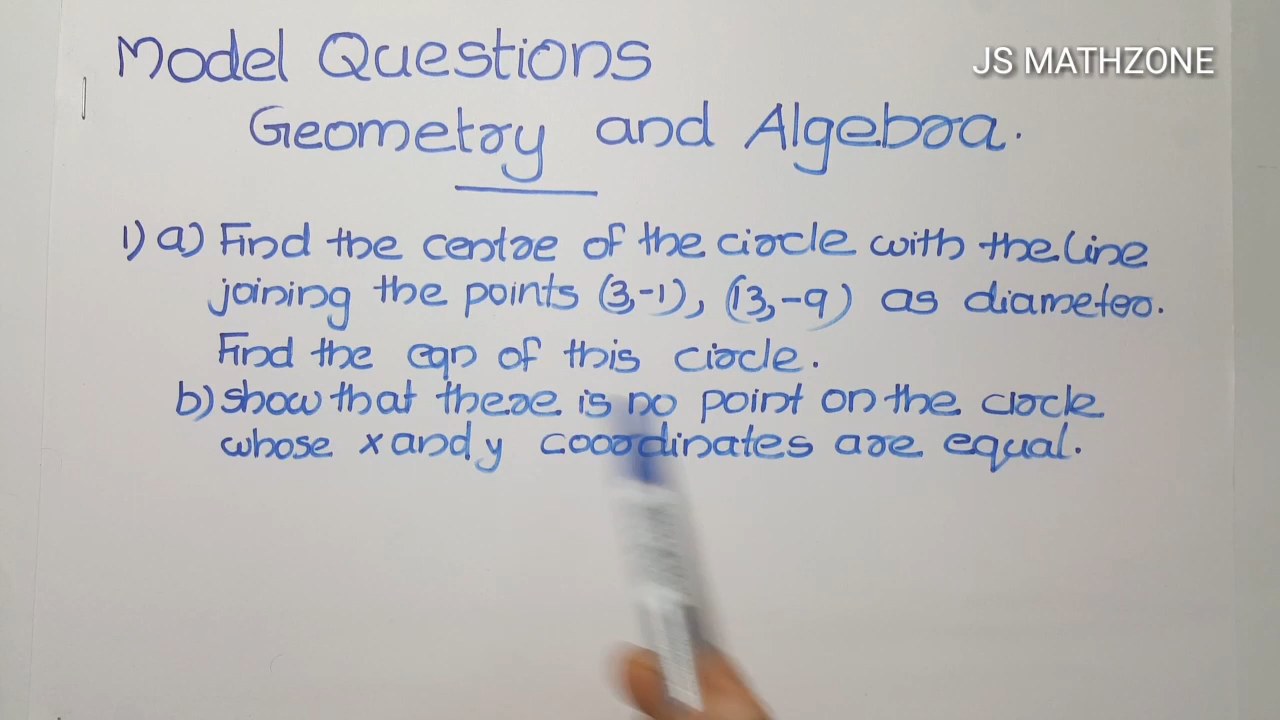 Model Questions
JS MATHZONE
Geometry and Algebra.
1) a) Find the centre of the circle with the line
joining the points (3,-1), (13,-9) as diameter.
Find the eqn of this circle.
b) show that there is no point on the circle
whose x and y coordinates are equal.